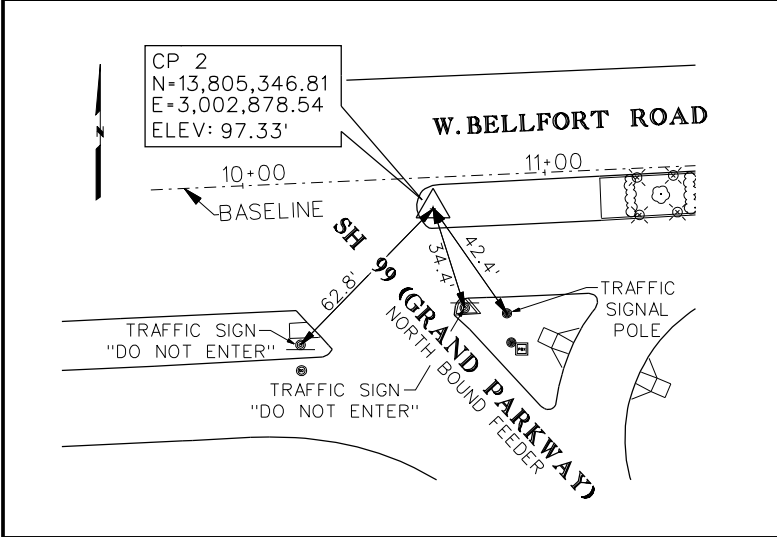 CP 2
N=13,805,346.81
E=3,002,878.54
ELEV: 97.33'
W. BELLFORT ROAD
N
10+00
11+00
BASELINE
SH 99 (GRAND PARKWAY)
NORTH BOUND FEEDER
62.8'
34.4'
42.4'
TRAFFIC
SIGNAL
POLE
TRAFFIC SIGN
"DO NOT ENTER"
TRAFFIC SIGN
"DO NOT ENTER"